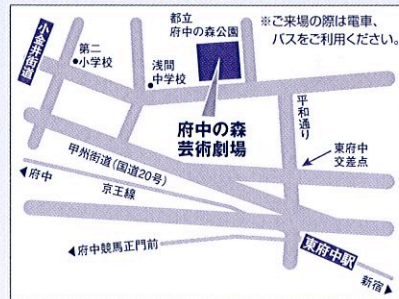 ※ご来場の際は電車、
バスをご利用ください。
都立
府中の森公園
小金井街道
第二
小学校
浅間
中学校
平和通り
府中の森
芸術劇場
東府中
交差点
甲州街道(国道20号)
◀府中
京王線
◀府中競馬正門前
東府中駅
新宿▶